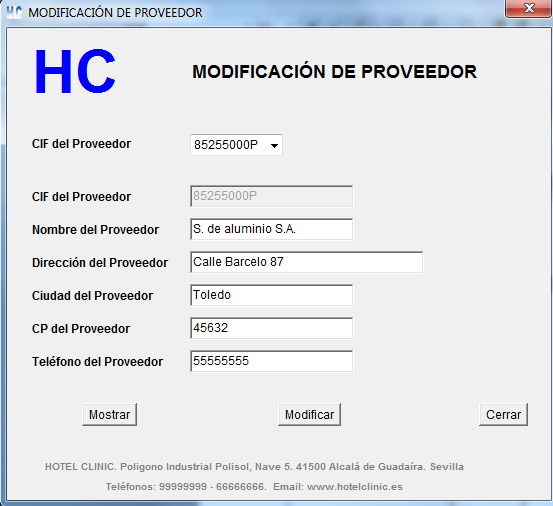 HC MODIFICACIÓN DE PROVEEDOR
HC MODIFICACIÓN DE PROVEEDOR
CIF del Proveedor 85255000P
CIF del Proveedor 85255000P
Nombre del Proveedor S. de aluminio S.A.
Dirección del Proveedor Calle Barcelo 87
Ciudad del Proveedor Toledo
CP del Proveedor 45632
Teléfono del Proveedor 55555555
Mostrar Modificar Cerrar
HOTEL CLINIC. Poligono Industrial Polisol, Nave 5. 41500 Alcalá de Guadaíra. Sevilla
Teléfonos: 99999999 - 66666666. Email: www.hotelclinic.es